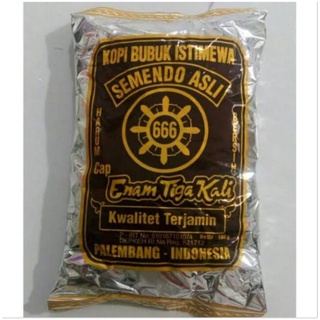 KOPI BUBUK ISTIMEWA
SEMENDO ASLI
HARUM
BERSIH
666
Cap
Enam Tiga Kali
Kwalitet Terjamin
PALEMBANG - INDONESIA